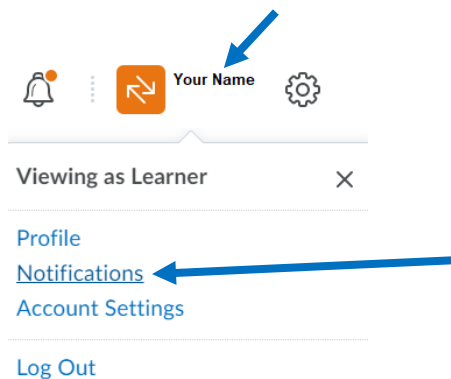 Your Name
Viewing as Learner
Profile
Notifications
Account Settings
Log Out